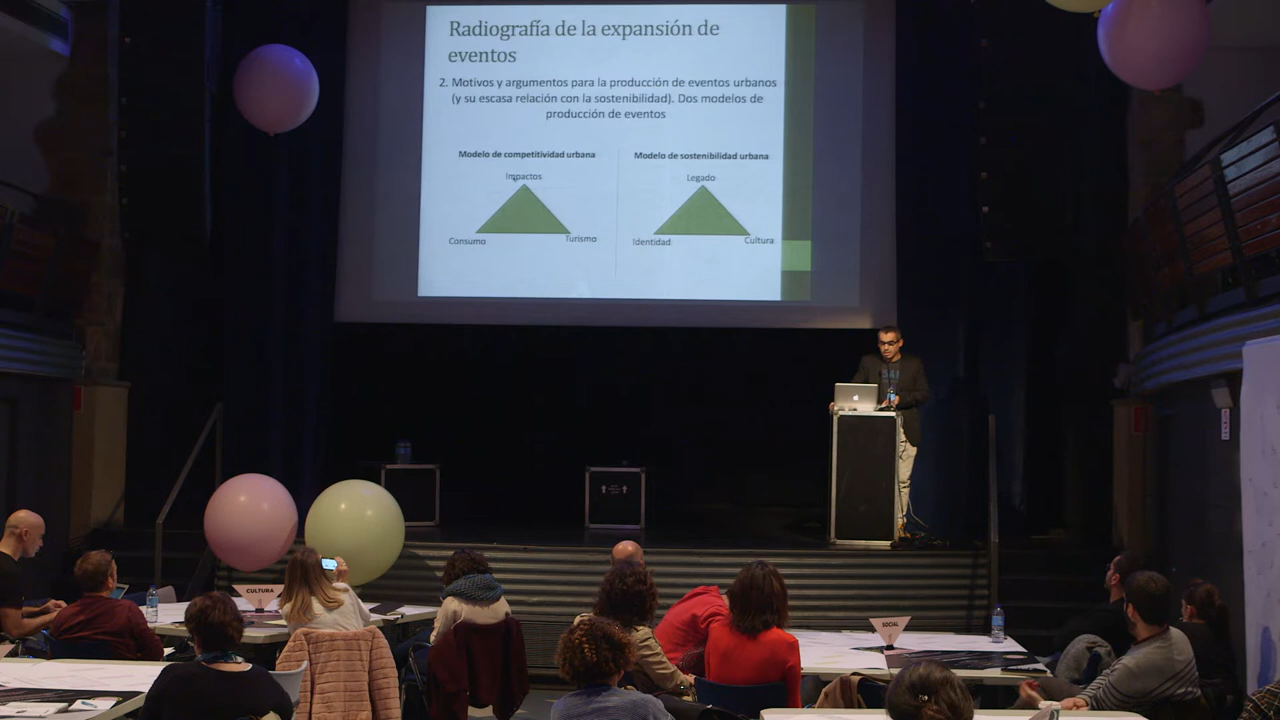 Radiografía de la expansión de
eventos
2. Motivos y argumentos para la producción de eventos urbanos
(y su escasa relación con la sostenibilidad). Dos modelos de
producción de eventos
Modelo de competitividad urbana
Impactos
Consumo
Turismo
Modelo de sostenibilidad urbana
Legado
Identidad
Cultura
CULTURA
SOCIAL